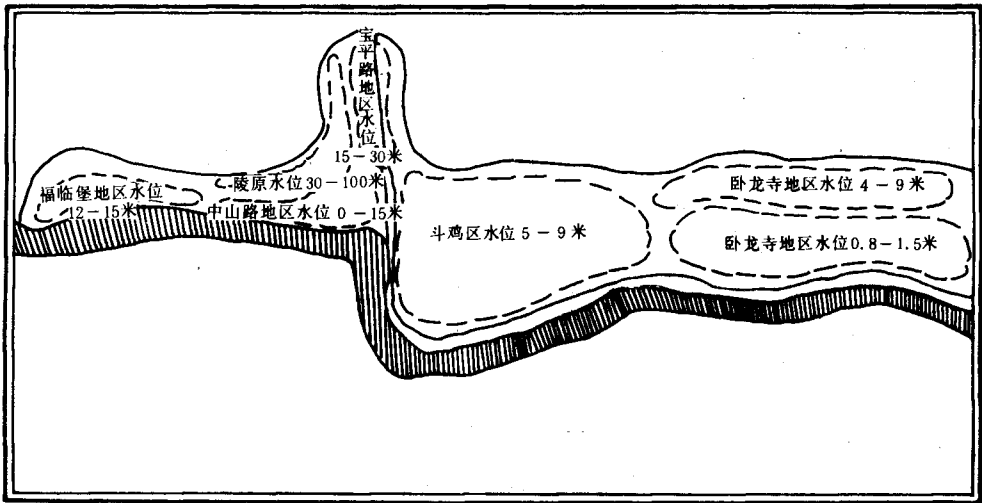 宝平路地区水位
15－30米
福临堡地区水位
12－15米
陵原水位30－100米
中山路地区水位 0－15米
斗鸡区水位 5－9 米
卧龙寺地区水位 4－9米
卧龙寺地区水位0.8－1.5米